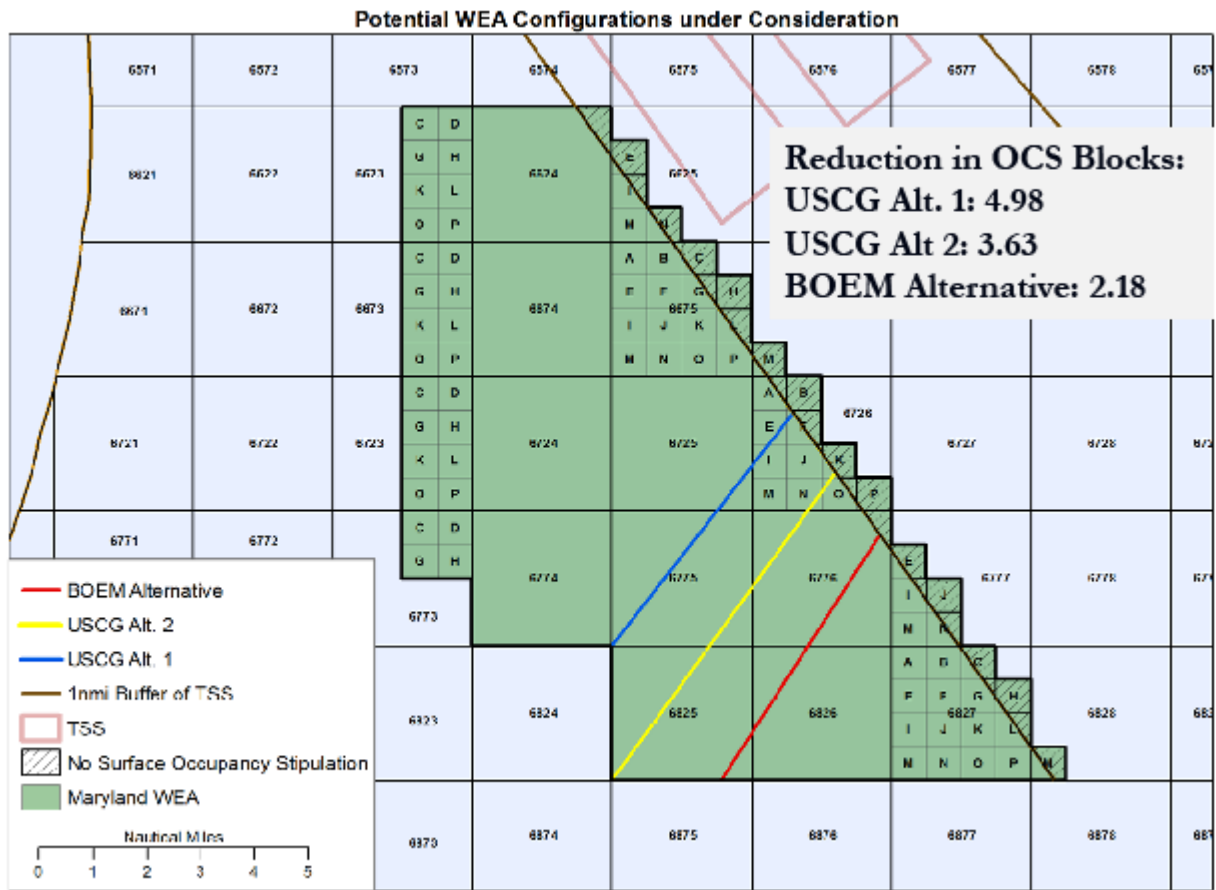 Potential WEA Configurations under Consideration
6571 6572 6573 6574 6575 6576 6577 6578
C D
G H
K L
O P
6621 6622 6623 6624 6625
E
I
M N
Reduction in OCS Blocks:
USCG Alt. 1: 4.98
USCG Alt 2: 3.63
BOEM Alternative: 2.18
C D A B C
G H E F G H
6671 6672 6673 6674 6675
K L I J K L
O P M N O P M
C D A B
G H E F
6721 6722 6723 6724 6725 6726 6727 6728
K L I J K
O P M N O P
C D
G H
6771 6772 6773 6774 6775 6776 6777 6778
E
I J
M N
A B C
E F G H
6823 6824 6825 6826 6827 6828
I J K L
M N O P M
6873 6874 6875 6876 6877 6878
BOEM Alternative
USCG Alt. 2
USCG Alt. 1
1nmi Buffer of TSS
TSS
No Surface Occupancy Stipulation
Maryland WEA
Nautical Miles
0 1 2 3 4 5